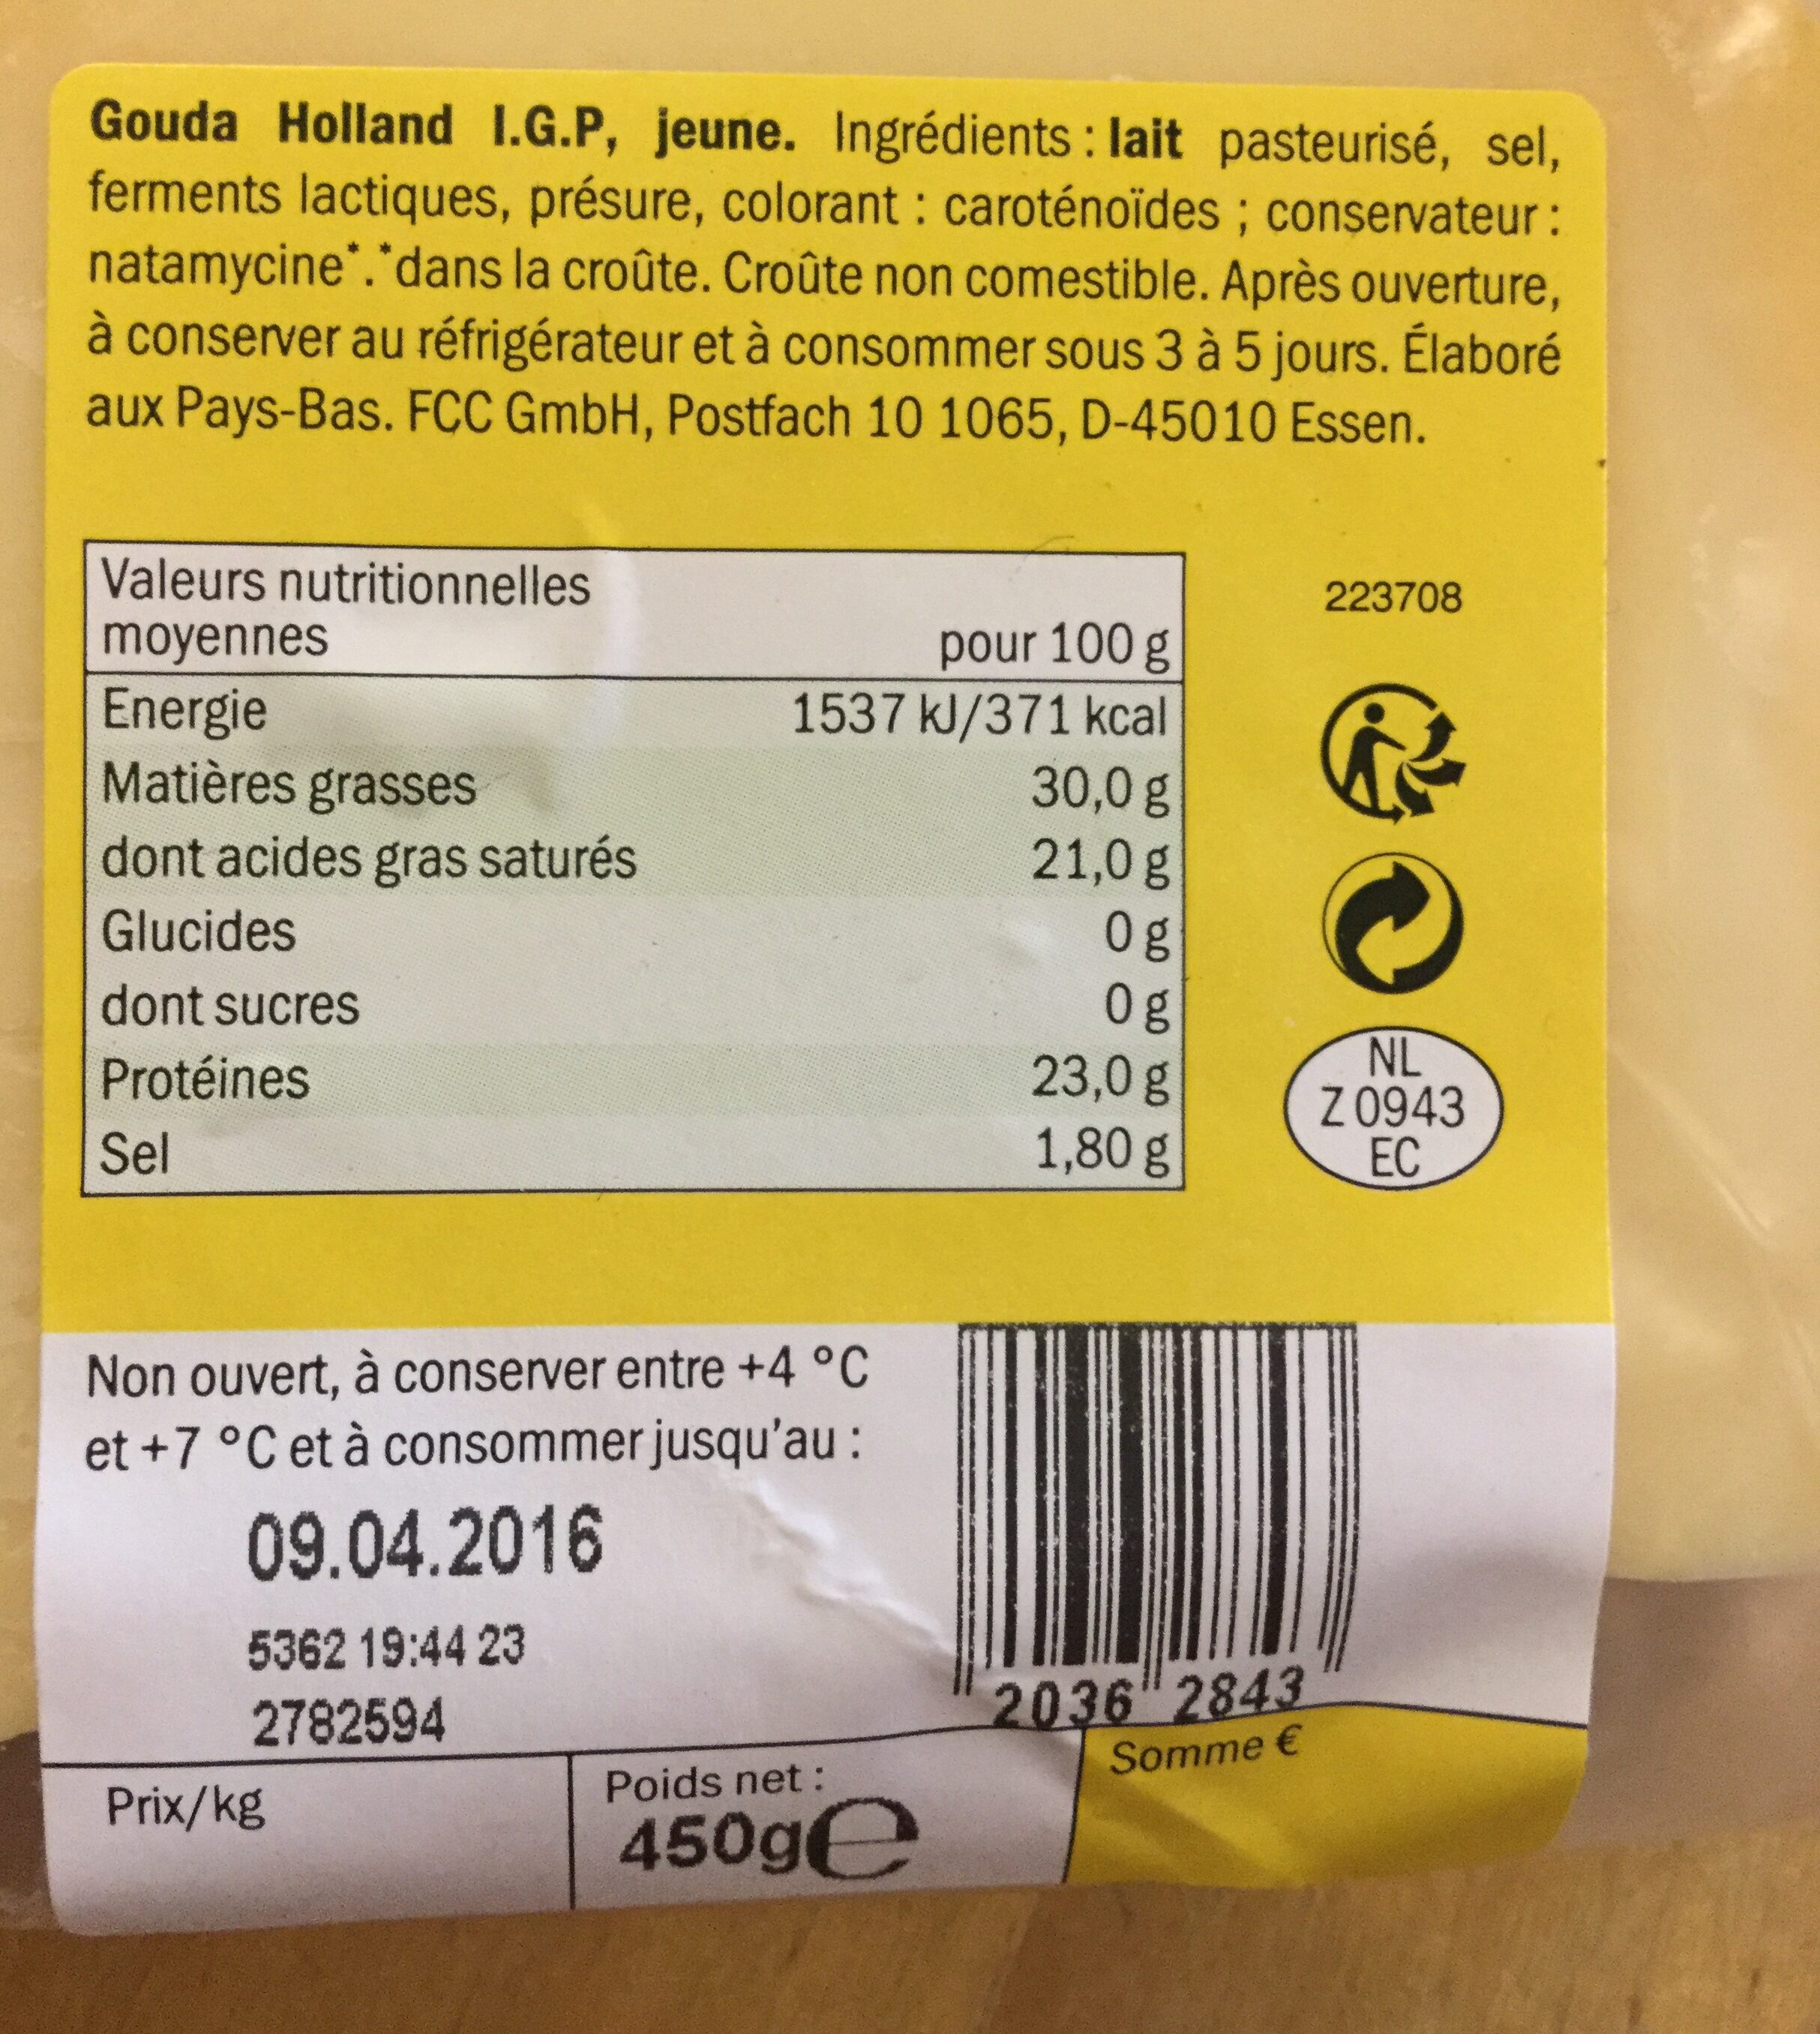 Gouda Holland I.G.P, jeune. Ingrédients : lait pasteurisé, sel,
ferments lactiques, présure, colorant : caroténoïdes ; conservateur :
natamycine*.*dans la croûte. Croûte non comestible. Après ouverture,
à conserver au réfrigérateur et à consommer sous 3 à 5 jours. Élaboré
aux Pays-Bas. FCC GmbH, Postfach 10 1065, D-45010 Essen.
Valeurs nutritionnelles
moyennes pour 100 g
Energie 1537 kJ/371 kcal
Matières grasses 30,0 g
dont acides gras saturés 21,0 g
Glucides 0 g
dont sucres 0 g
Protéines 23,0 g
Sel 1,80 g
223708
NL
Z 0943
EC
Non ouvert, à conserver entre +4 °C
et +7 °C et à consommer jusqu'au :
09.04.2016
5362 19:44 23
2782594
2036 2843
Prix/kg
Poids net :
450g e
Somme €